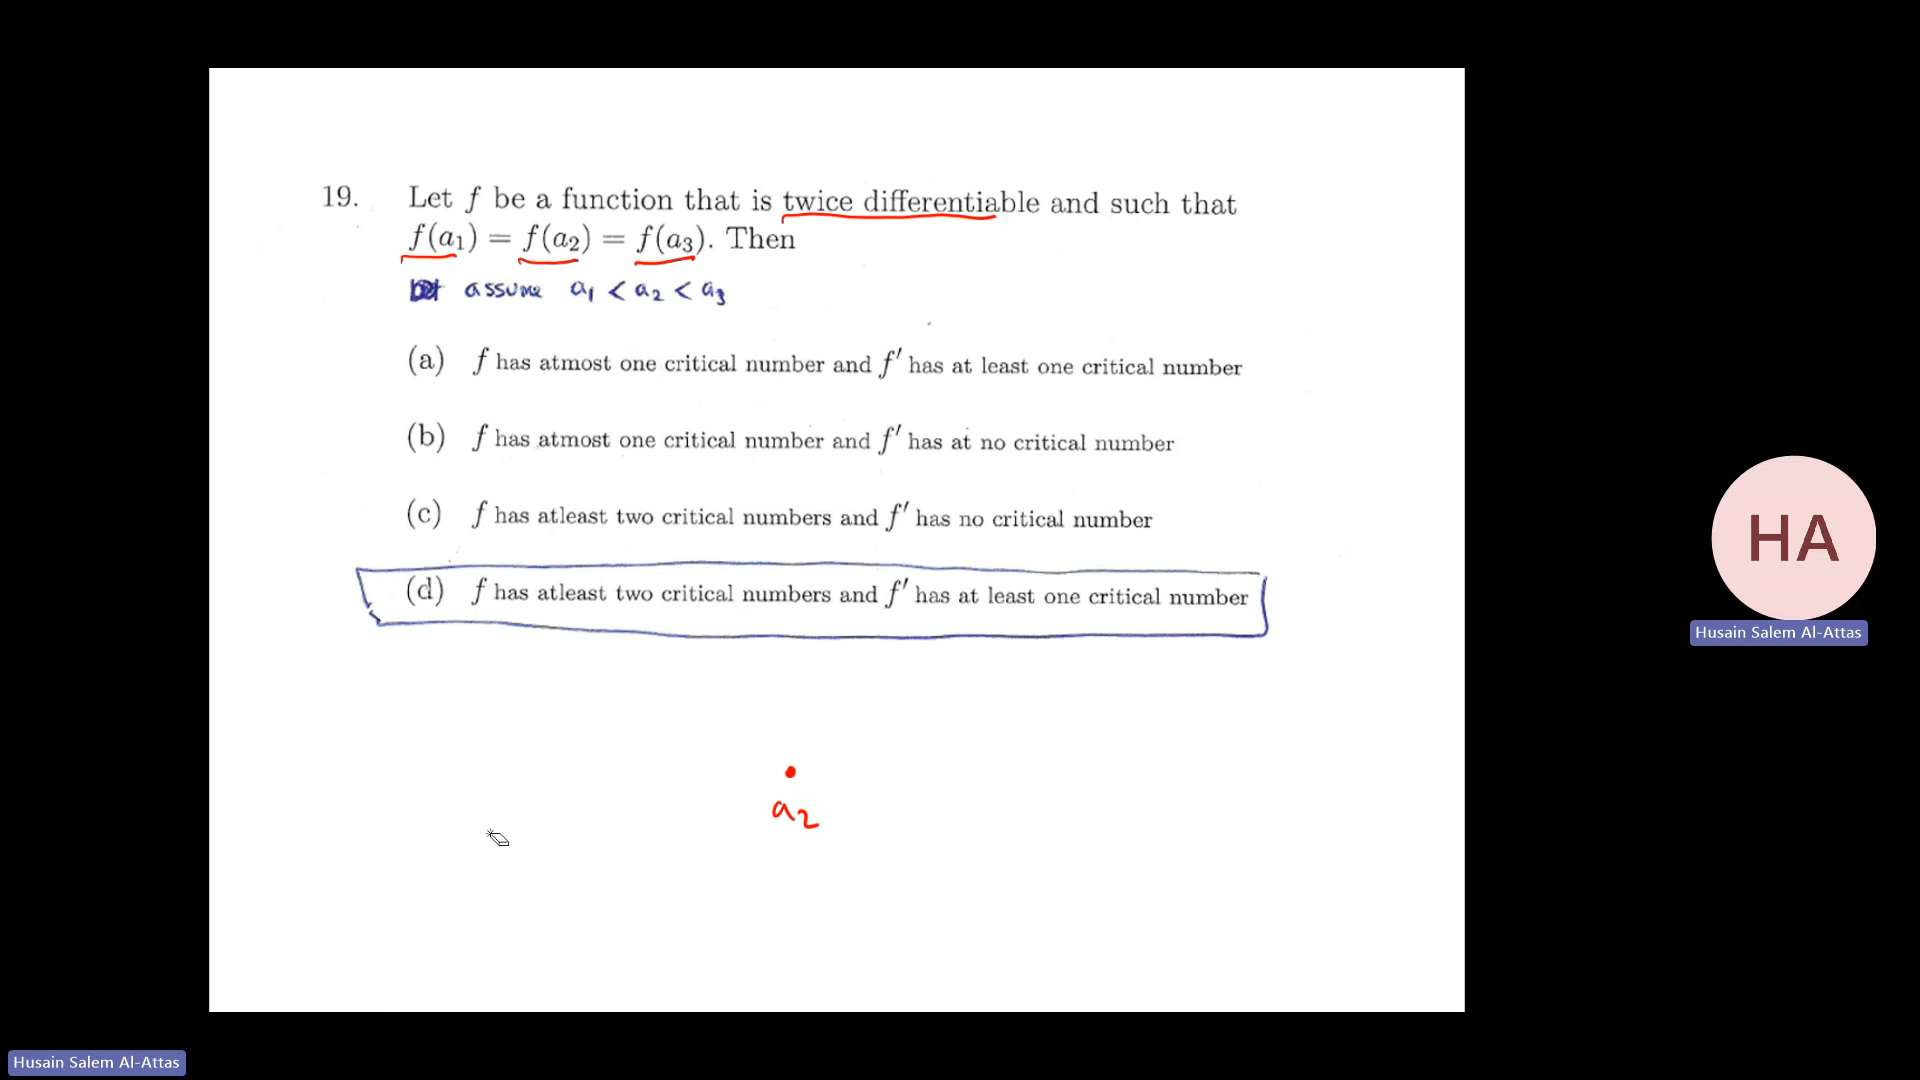 19. Let f be a function that is twice differentiable and such that
f(a₁) = f(a₂) = f(a₃). Then
assume a₁ < a₂ < a₃
(a) f has atmost one critical number and f′ has at least one critical number
(b) f has atmost one critical number and f′ has at no critical number
(c) f has atleast two critical numbers and f′ has no critical number
(d) f has atleast two critical numbers and f′ has at least one critical number
a₂
HA
Husain Salem Al-Attas
Husain Salem Al-Attas